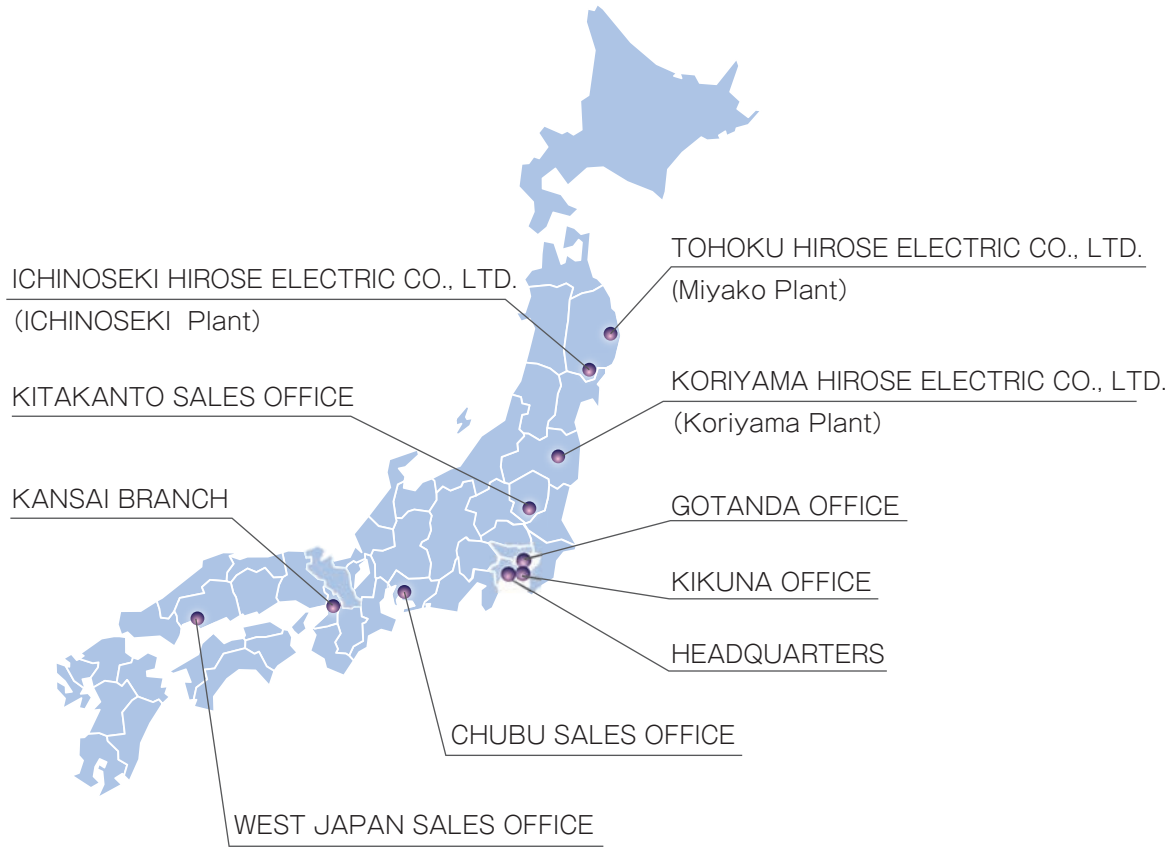 TOHOKU HIROSE ELECTRIC CO., LTD.
(Miyako Plant)
ICHINOSEKI HIROSE ELECTRIC CO., LTD.
(ICHINOSEKI Plant)
KORIYAMA HIROSE ELECTRIC CO., LTD.
(Koriyama Plant)
KITAKANTO SALES OFFICE
KANSAI BRANCH
GOTANDA OFFICE
KIKUNA OFFICE
HEADQUARTERS
CHUBU SALES OFFICE
WEST JAPAN SALES OFFICE